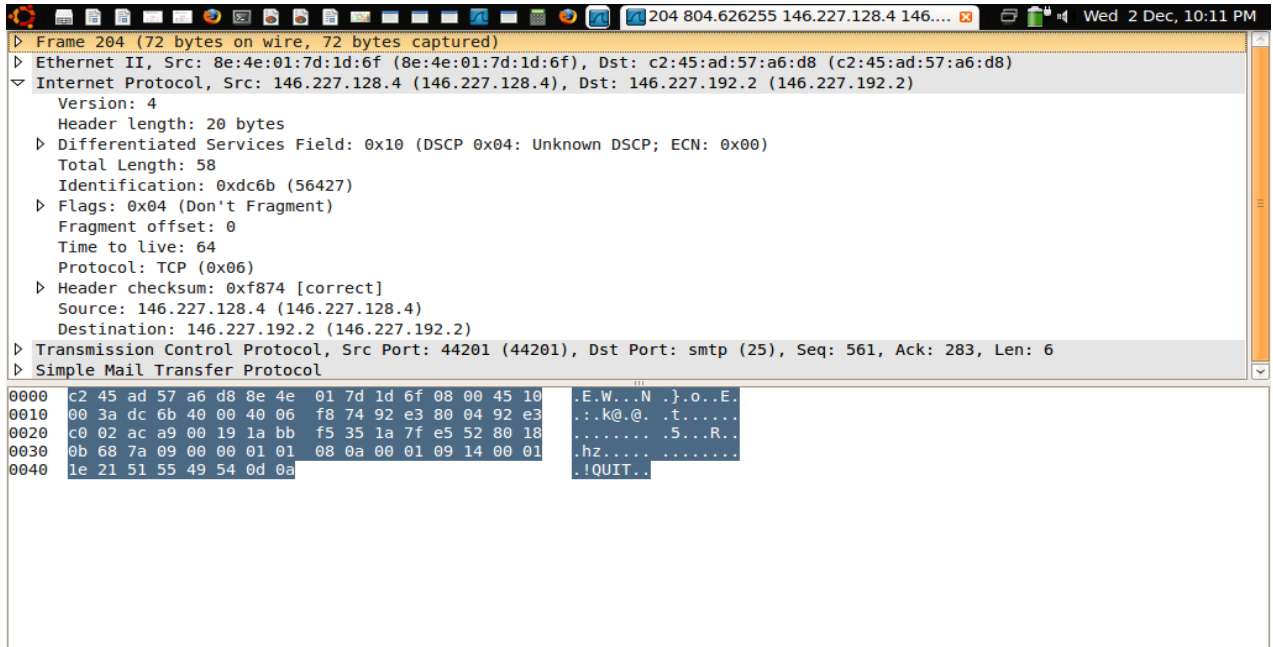 204 804.626255 146.227.128.4 146.... Wed 2 Dec, 10:11 PM
Frame 204 (72 bytes on wire, 72 bytes captured)
Ethernet II, Src: 8e:4e:01:7d:1d:6f (8e:4e:01:7d:1d:6f), Dst: c2:45:ad:57:a6:d8 (c2:45:ad:57:a6:d8)
Internet Protocol, Src: 146.227.128.4 (146.227.128.4), Dst: 146.227.192.2 (146.227.192.2)
Version: 4
Header length: 20 bytes
Differentiated Services Field: 0x10 (DSCP 0x04: Unknown DSCP; ECN: 0x00)
Total Length: 58
Identification: 0xdc6b (56427)
Flags: 0x04 (Don't Fragment)
Fragment offset: 0
Time to live: 64
Protocol: TCP (0x06)
Header checksum: 0xf874 [correct]
Source: 146.227.128.4 (146.227.128.4)
Destination: 146.227.192.2 (146.227.192.2)
Transmission Control Protocol, Src Port: 44201 (44201), Dst Port: smtp (25), Seq: 561, Ack: 283, Len: 6
Simple Mail Transfer Protocol
0000 c2 45 ad 57 a6 d8 8e 4e 01 7d 1d 6f 08 00 45 10 .E.W...N .}.o..E.
0010 00 3a dc 6b 40 00 40 06 f8 74 92 e3 80 04 92 e3 .:.k@.@. .t......
0020 c0 02 ac a9 00 19 1a bb f5 35 1a 7f e5 52 80 18 ........ .5...R..
0030 0b 68 7a 09 00 00 01 01 08 0a 00 01 09 14 00 01 .hz..... ........
0040 1e 21 51 55 49 54 0d 0a .!QUIT..